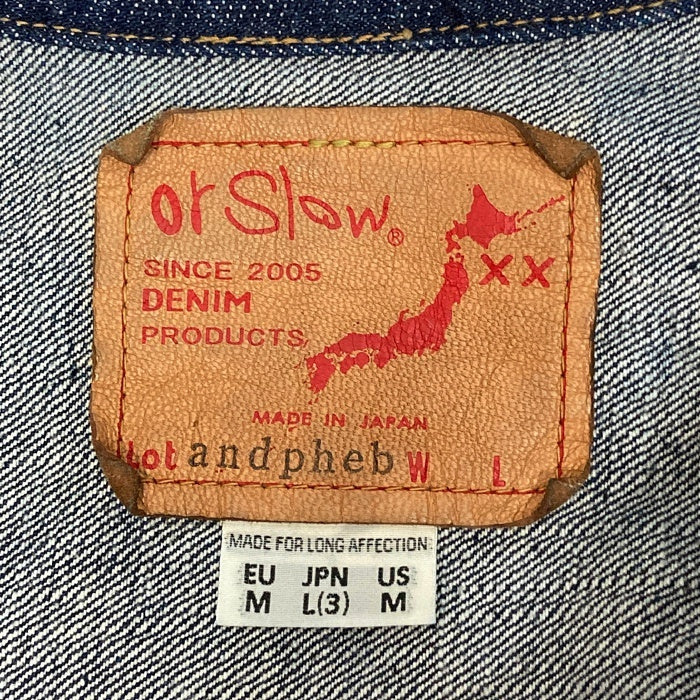 orSlow®
SINCE 2005
DENIM
PRODUCTS
XX
MADE IN JAPAN
Lot andpheb W L
MADE FOR LONG AFFECTION
EU JPN US
M L(3) M